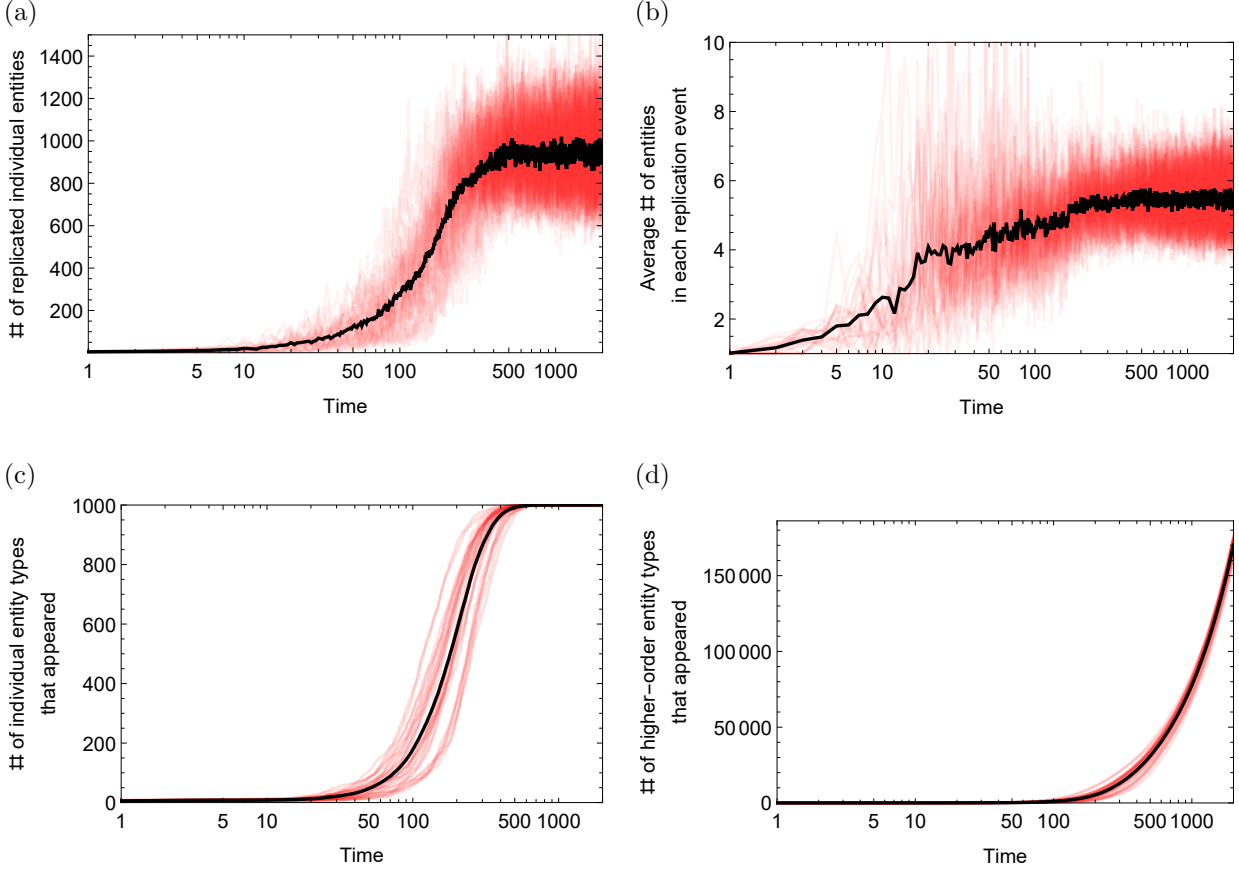 (a)
# of replicated individual entities
1400
1200
1000
800
600
400
200
1 5 10 50 100 500 1000
Time
(b)
Average # of entities
in each replication event
10
8
6
4
2
1 5 10 50 100 500 1000
Time
(c)
# of individual entity types
that appeared
1000
800
600
400
200
0
1 5 10 50 100 500 1000
Time
(d)
# of higher-order entity types
that appeared
150 000
100 000
50 000
0
1 5 10 50 100 500 1000
Time